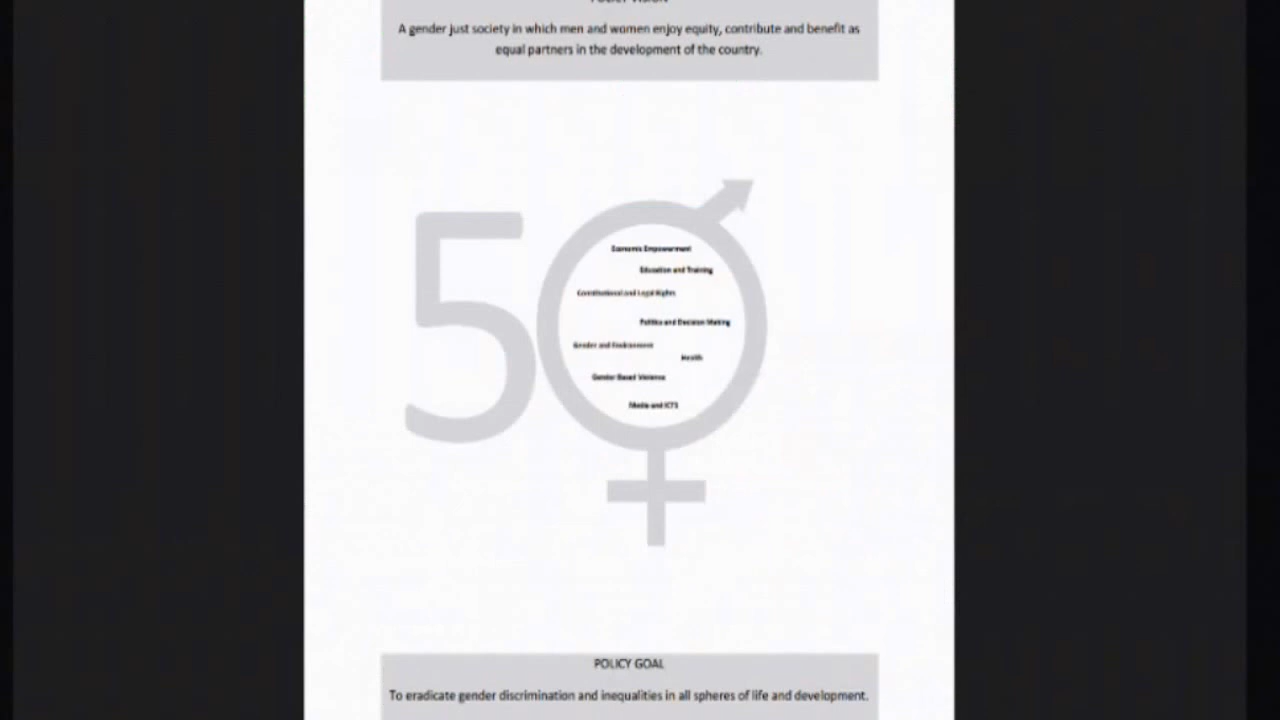 POLICY VISION
A gender just society in which men and women enjoy equity, contribute and benefit as
equal partners in the development of the country.
50
Economic Empowerment
Education and Training
Constitutional and Legal Rights
Politics and Decision Making
Gender and Environment
Health
Gender Based Violence
Media and ICTS
POLICY GOAL
To eradicate gender discrimination and inequalities in all spheres of life and development.